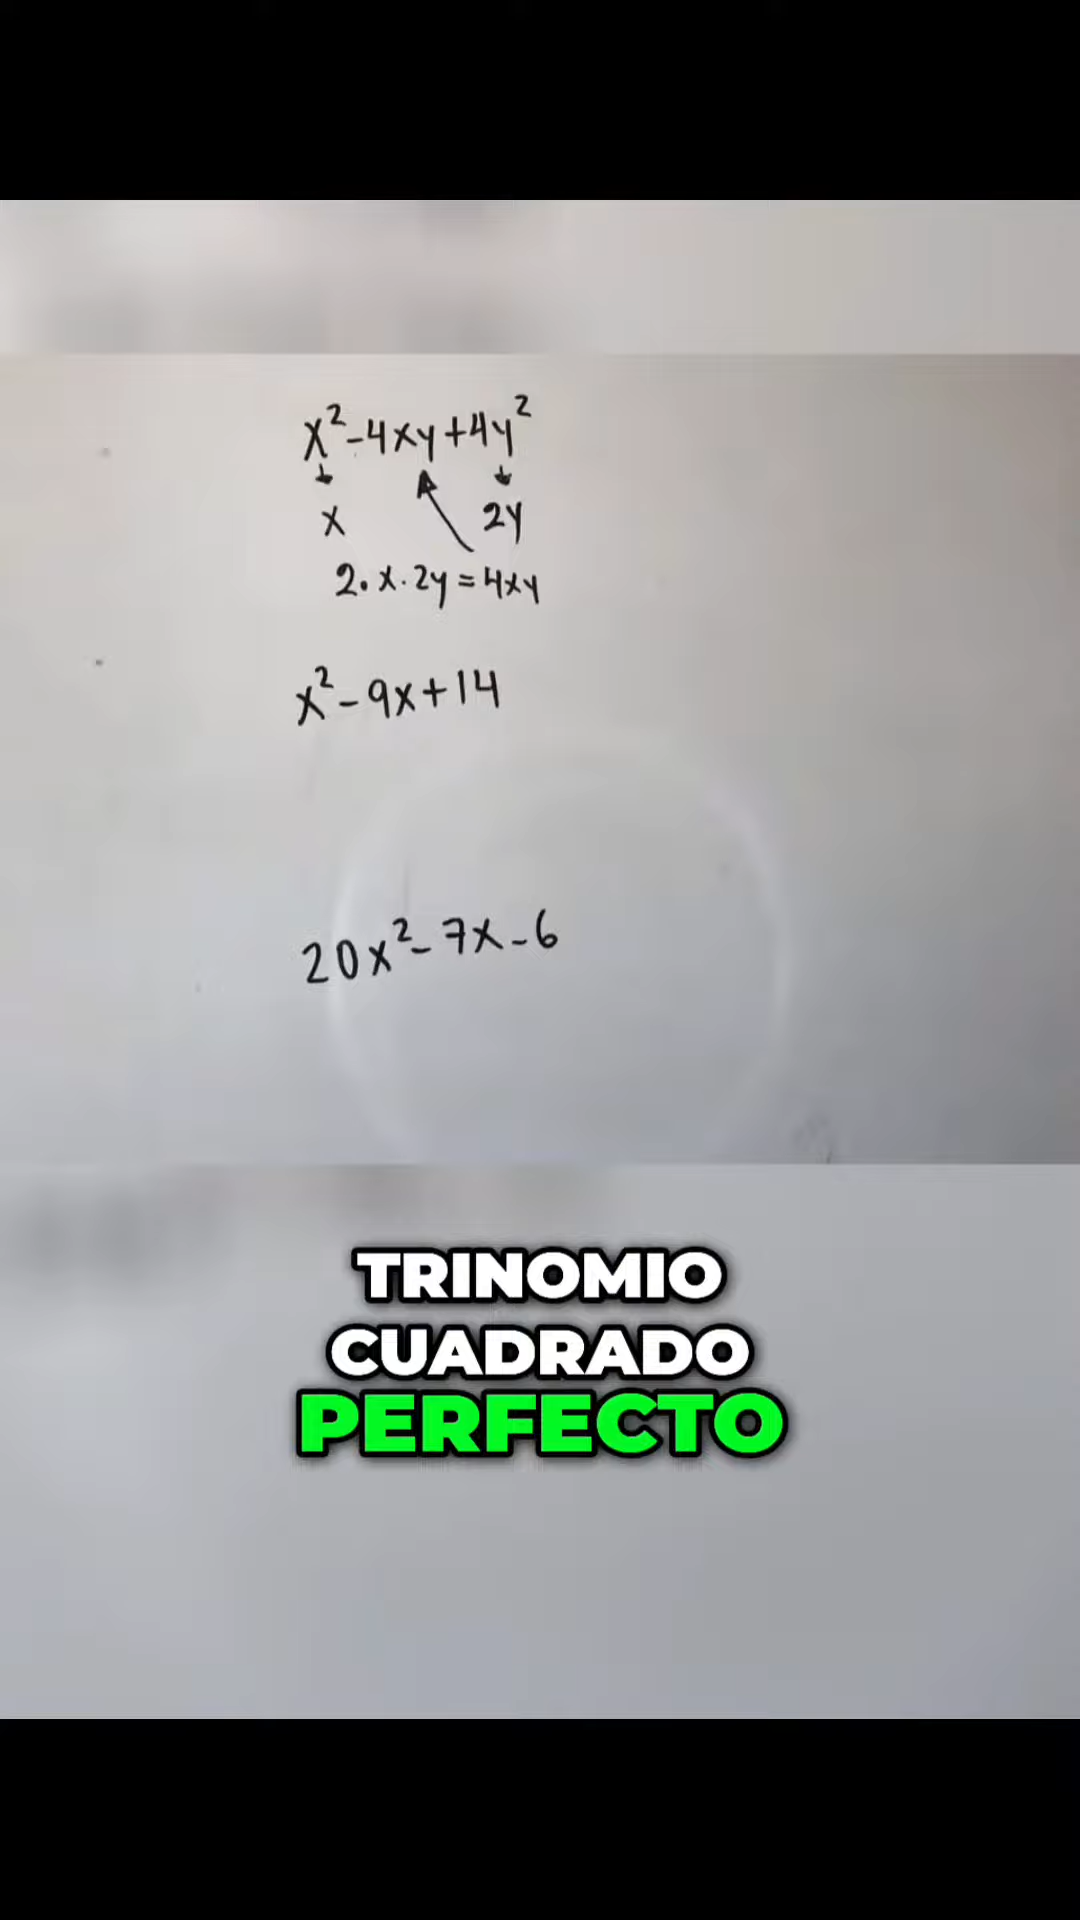 x²-4xy+4y²
x 2y
2·x·2y=4xy
x²-9x+14
20x²-7x-6
TRINOMIO
CUADRADO
PERFECTO